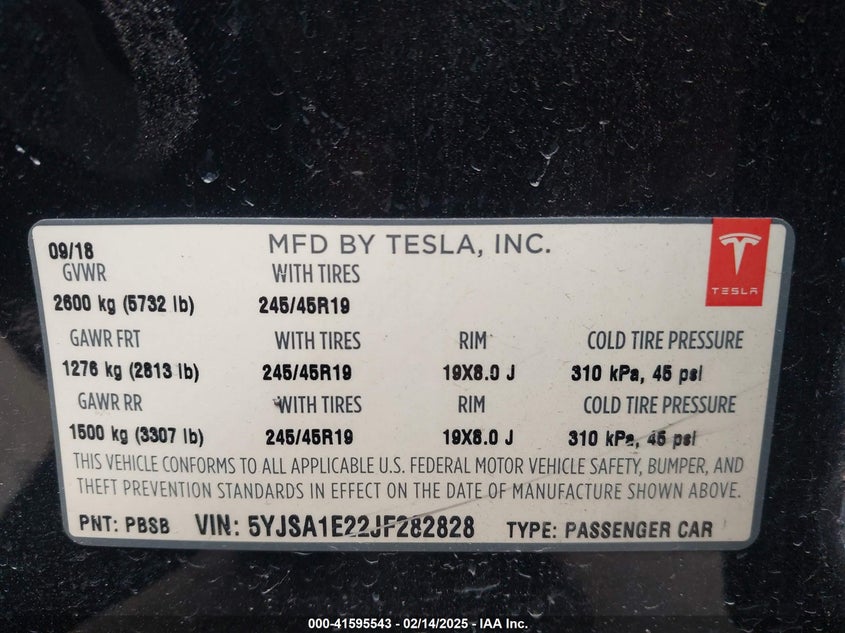 09/18 MFD BY TESLA, INC.
GVWR WITH TIRES
2600 kg (5732 lb) 245/45R19
TESLA
GAWR FRT WITH TIRES RIM COLD TIRE PRESSURE
1276 kg (2813 lb) 245/45R19 19X8.0 J 310 kPa, 45 psi
GAWR RR WITH TIRES RIM COLD TIRE PRESSURE
1500 kg (3307 lb) 245/45R19 19X8.0 J 310 kPa, 45 psi
THIS VEHICLE CONFORMS TO ALL APPLICABLE U.S. FEDERAL MOTOR VEHICLE SAFETY, BUMPER, AND
THEFT PREVENTION STANDARDS IN EFFECT ON THE DATE OF MANUFACTURE SHOWN ABOVE.
PNT: PBSB VIN: 5YJSA1E22JF282828 TYPE: PASSENGER CAR
000-41595543 - 02/14/2025 - IAA Inc.